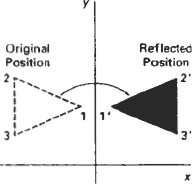 y
Original
Position
Reflected
Position
2
2'
1
1'
3
3'
x